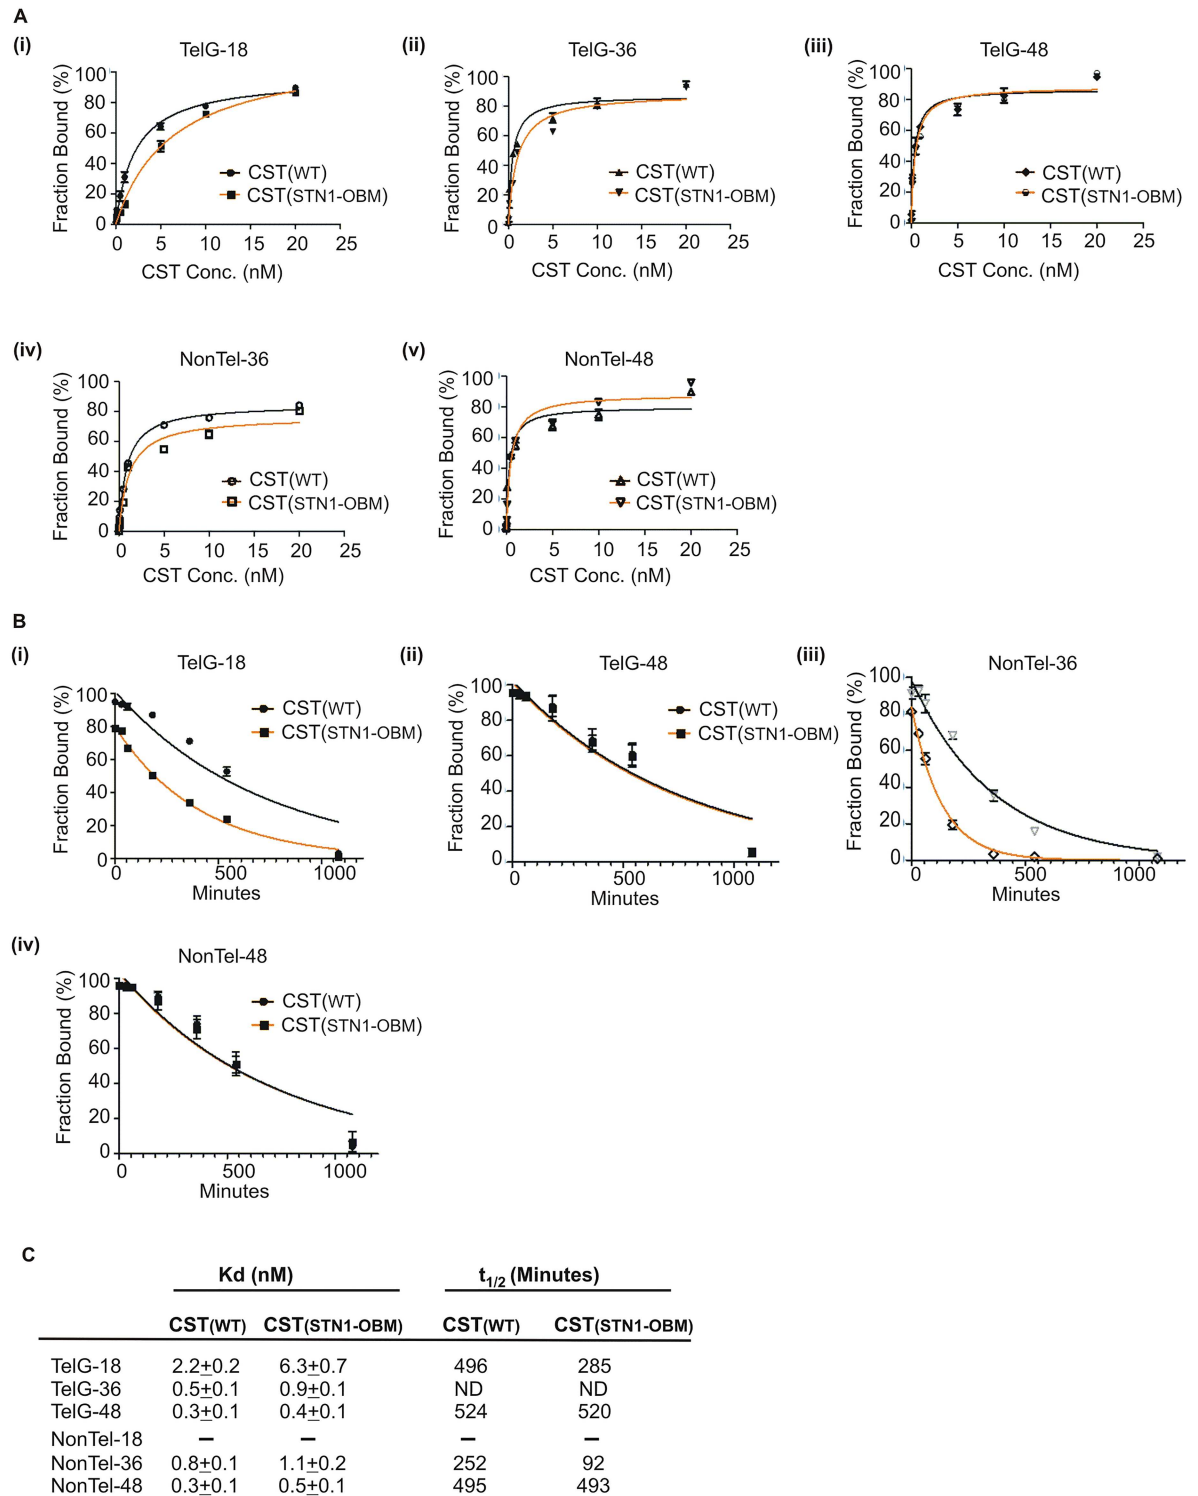 A
(i)
TelG-18
Fraction Bound (%)
100
80
60
40
20
0
0 5 10 15 20 25
CST Conc. (nM)
CST(WT)
CST(STN1-OBM)
(ii)
TelG-36
Fraction Bound (%)
100
80
60
40
20
0
0 5 10 15 20 25
CST Conc. (nM)
CST(WT)
CST(STN1-OBM)
(iii)
TelG-48
Fraction Bound (%)
100
80
60
40
20
0
0 5 10 15 20 25
CST Conc. (nM)
CST(WT)
CST(STN1-OBM)
(iv)
NonTel-36
Fraction Bound (%)
100
80
60
40
20
0
0 5 10 15 20 25
CST Conc. (nM)
CST(WT)
CST(STN1-OBM)
(v)
NonTel-48
Fraction Bound (%)
100
80
60
40
20
0
0 5 10 15 20 25
CST Conc. (nM)
CST(WT)
CST(STN1-OBM)
B
(i)
TelG-18
Fraction Bound (%)
100
80
60
40
20
0
0 500 1000
Minutes
CST(WT)
CST(STN1-OBM)
(ii)
TelG-48
Fraction Bound (%)
100
80
60
40
20
0
0 500 1000
Minutes
CST(WT)
CST(STN1-OBM)
(iii)
NonTel-36
Fraction Bound (%)
100
80
60
40
20
0
0 500 1000
Minutes
(iv)
NonTel-48
Fraction Bound (%)
100
80
60
40
20
0
0 500 1000
Minutes
CST(WT)
CST(STN1-OBM)
C
Kd (nM) t1/2 (Minutes)
CST(WT) CST(STN1-OBM) CST(WT) CST(STN1-OBM)
TelG-18 2.2±0.2 6.3±0.7 496 285
TelG-36 0.5±0.1 0.9±0.1 ND ND
TelG-48 0.3±0.1 0.4±0.1 524 520
NonTel-18 – – – –
NonTel-36 0.8±0.1 1.1±0.2 252 92
NonTel-48 0.3±0.1 0.5±0.1 495 493